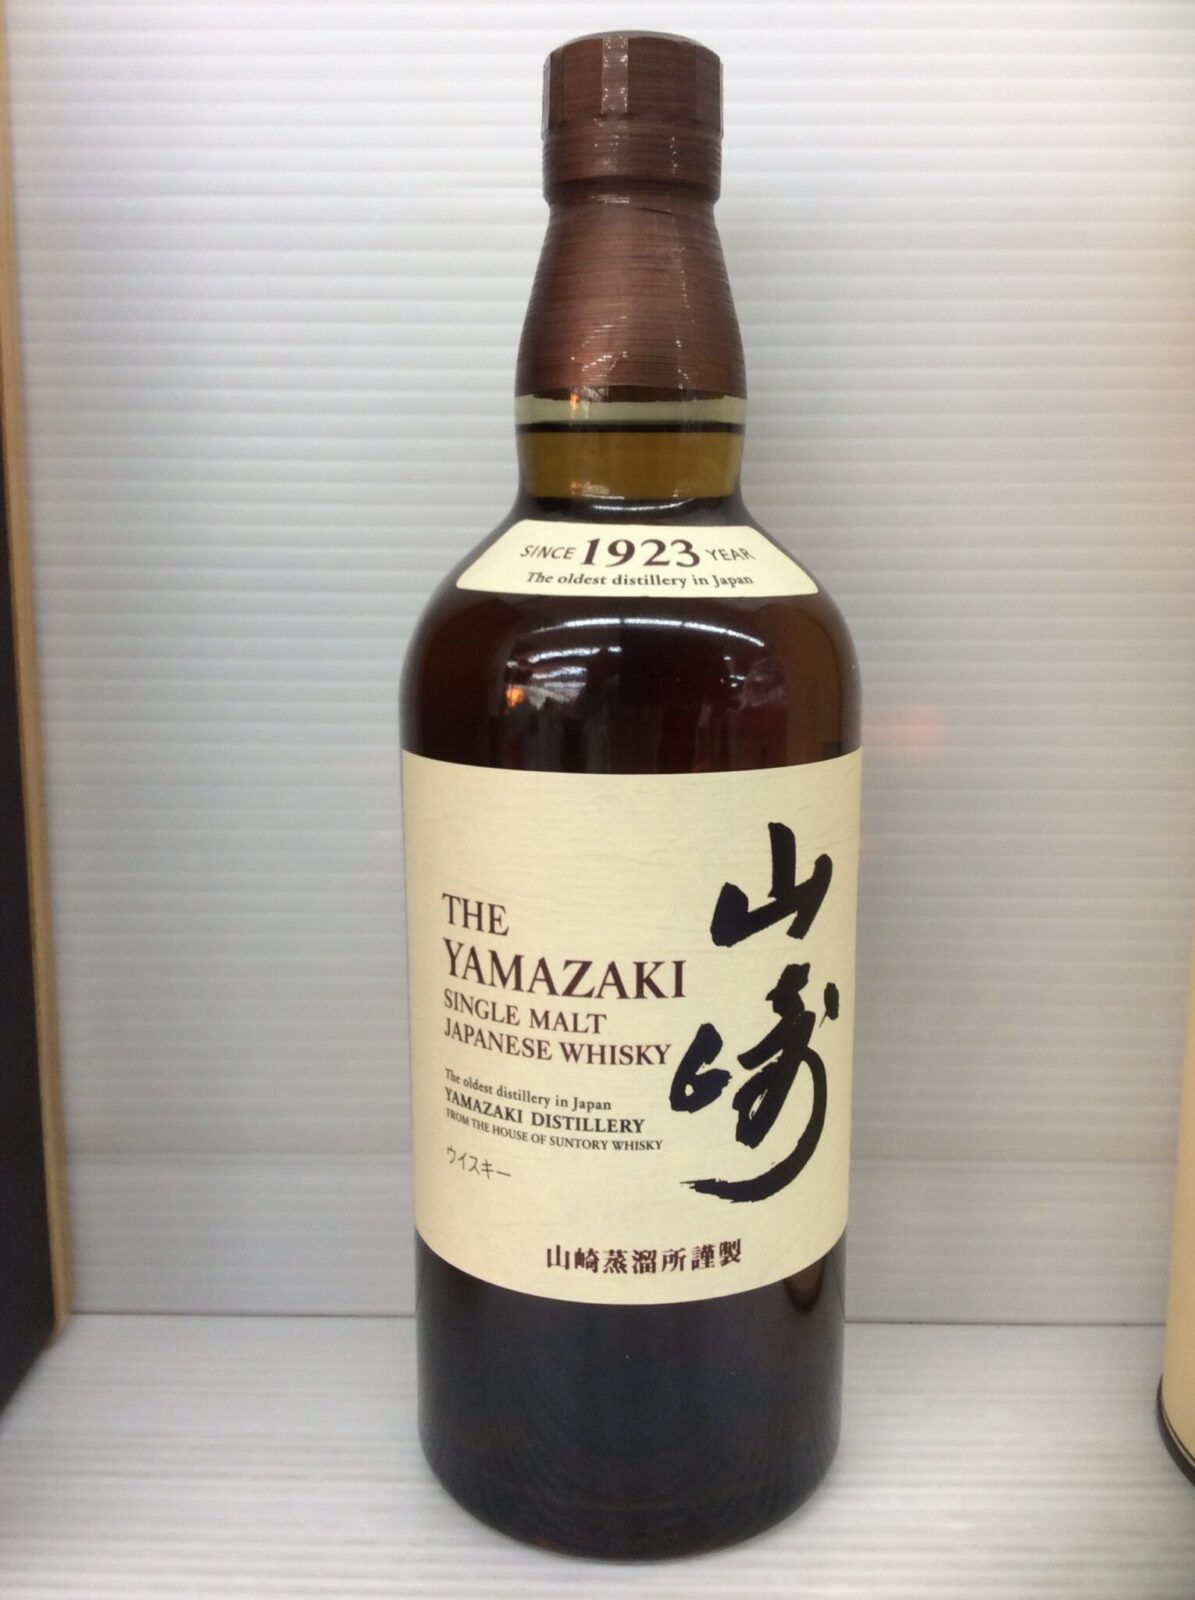 SINCE 1923 YEAR
The oldest distillery in Japan
THE
YAMAZAKI
SINGLE MALT
JAPANESE WHISKY
The oldest distillery in Japan
YAMAZAKI DISTILLERY
FROM THE HOUSE OF SUNTORY WHISKY
ウイスキー
山崎
山崎蒸溜所謹製